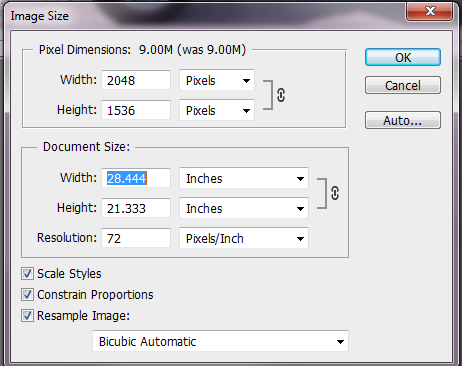 Image Size
Pixel Dimensions: 9.00M (was 9.00M)
Width: 2048 Pixels
Height: 1536 Pixels
OK
Cancel
Auto...
Document Size:
Width: 28.444 Inches
Height: 21.333 Inches
Resolution: 72 Pixels/Inch
Scale Styles
Constrain Proportions
Resample Image:
Bicubic Automatic